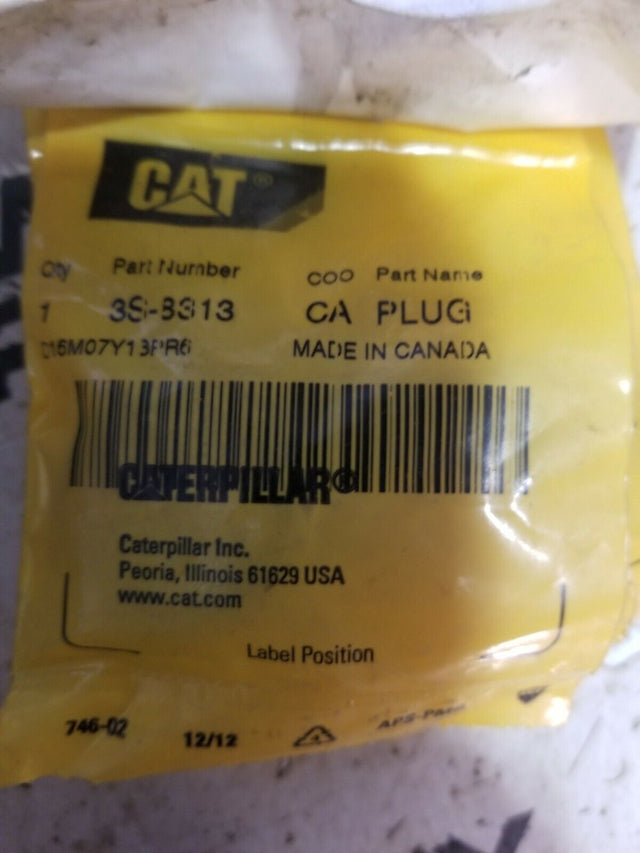 CAT®
Qty Part Number COO Part Name
1 3S-8313 CA PLUG
MADE IN CANADA
CATERPILLAR®
Caterpillar Inc.
Peoria, Illinois 61629 USA
www.cat.com
Label Position
746-02 12/12